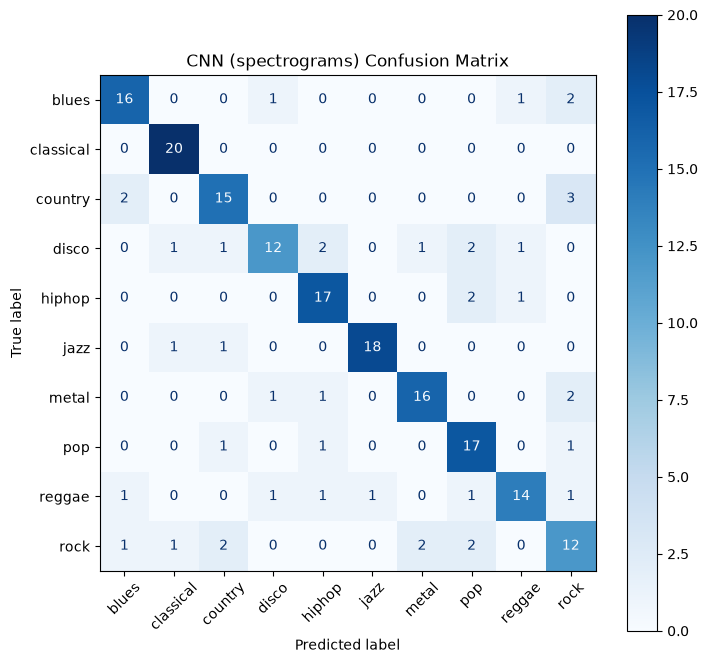 CNN (spectrograms) Confusion Matrix
blues 16 0 0 1 0 0 0 0 1 2
classical 0 20 0 0 0 0 0 0 0 0
country 2 0 15 0 0 0 0 0 0 3
disco 0 1 1 12 2 0 1 2 1 0
hiphop 0 0 0 0 17 0 0 2 1 0
jazz 0 1 1 0 0 18 0 0 0 0
metal 0 0 0 1 1 0 16 0 0 2
pop 0 0 1 0 1 0 0 17 0 1
reggae 1 0 0 1 1 1 0 1 14 1
rock 1 1 2 0 0 0 2 2 0 12
blues classical country disco hiphop jazz metal pop reggae rock
Predicted label
True label
20.0
17.5
15.0
12.5
10.0
7.5
5.0
2.5
0.0